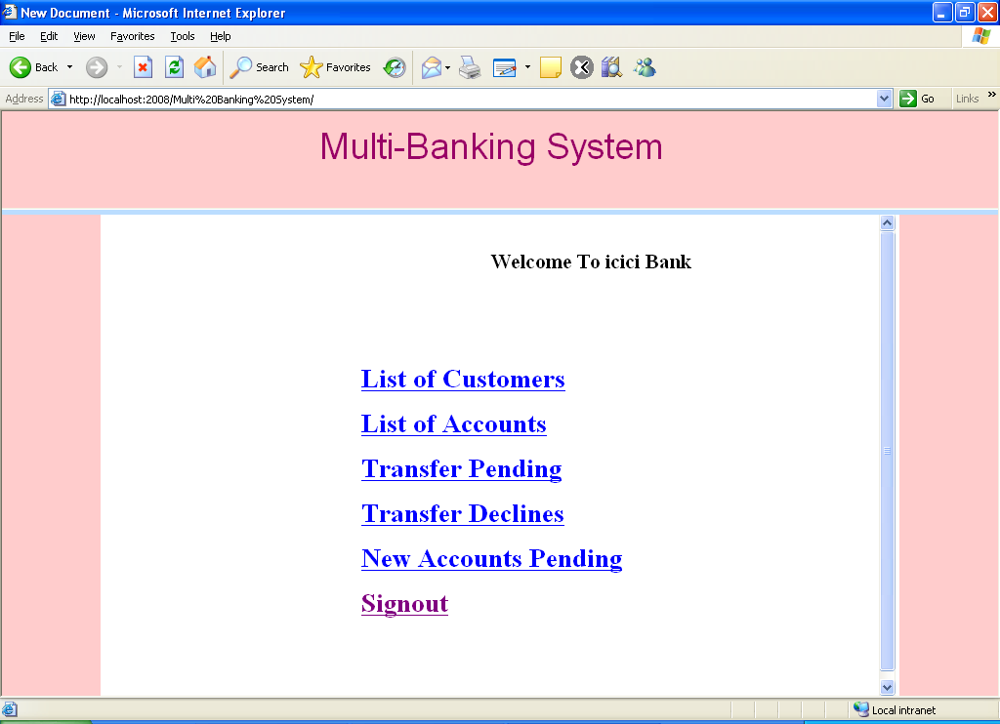 New Document - Microsoft Internet Explorer
File Edit View Favorites Tools Help
Back Search Favorites
Address http://localhost:2008/Multi%20Banking%20System/ Go Links »
Multi-Banking System
Welcome To icici Bank
List of Customers
List of Accounts
Transfer Pending
Transfer Declines
New Accounts Pending
Signout
Local intranet